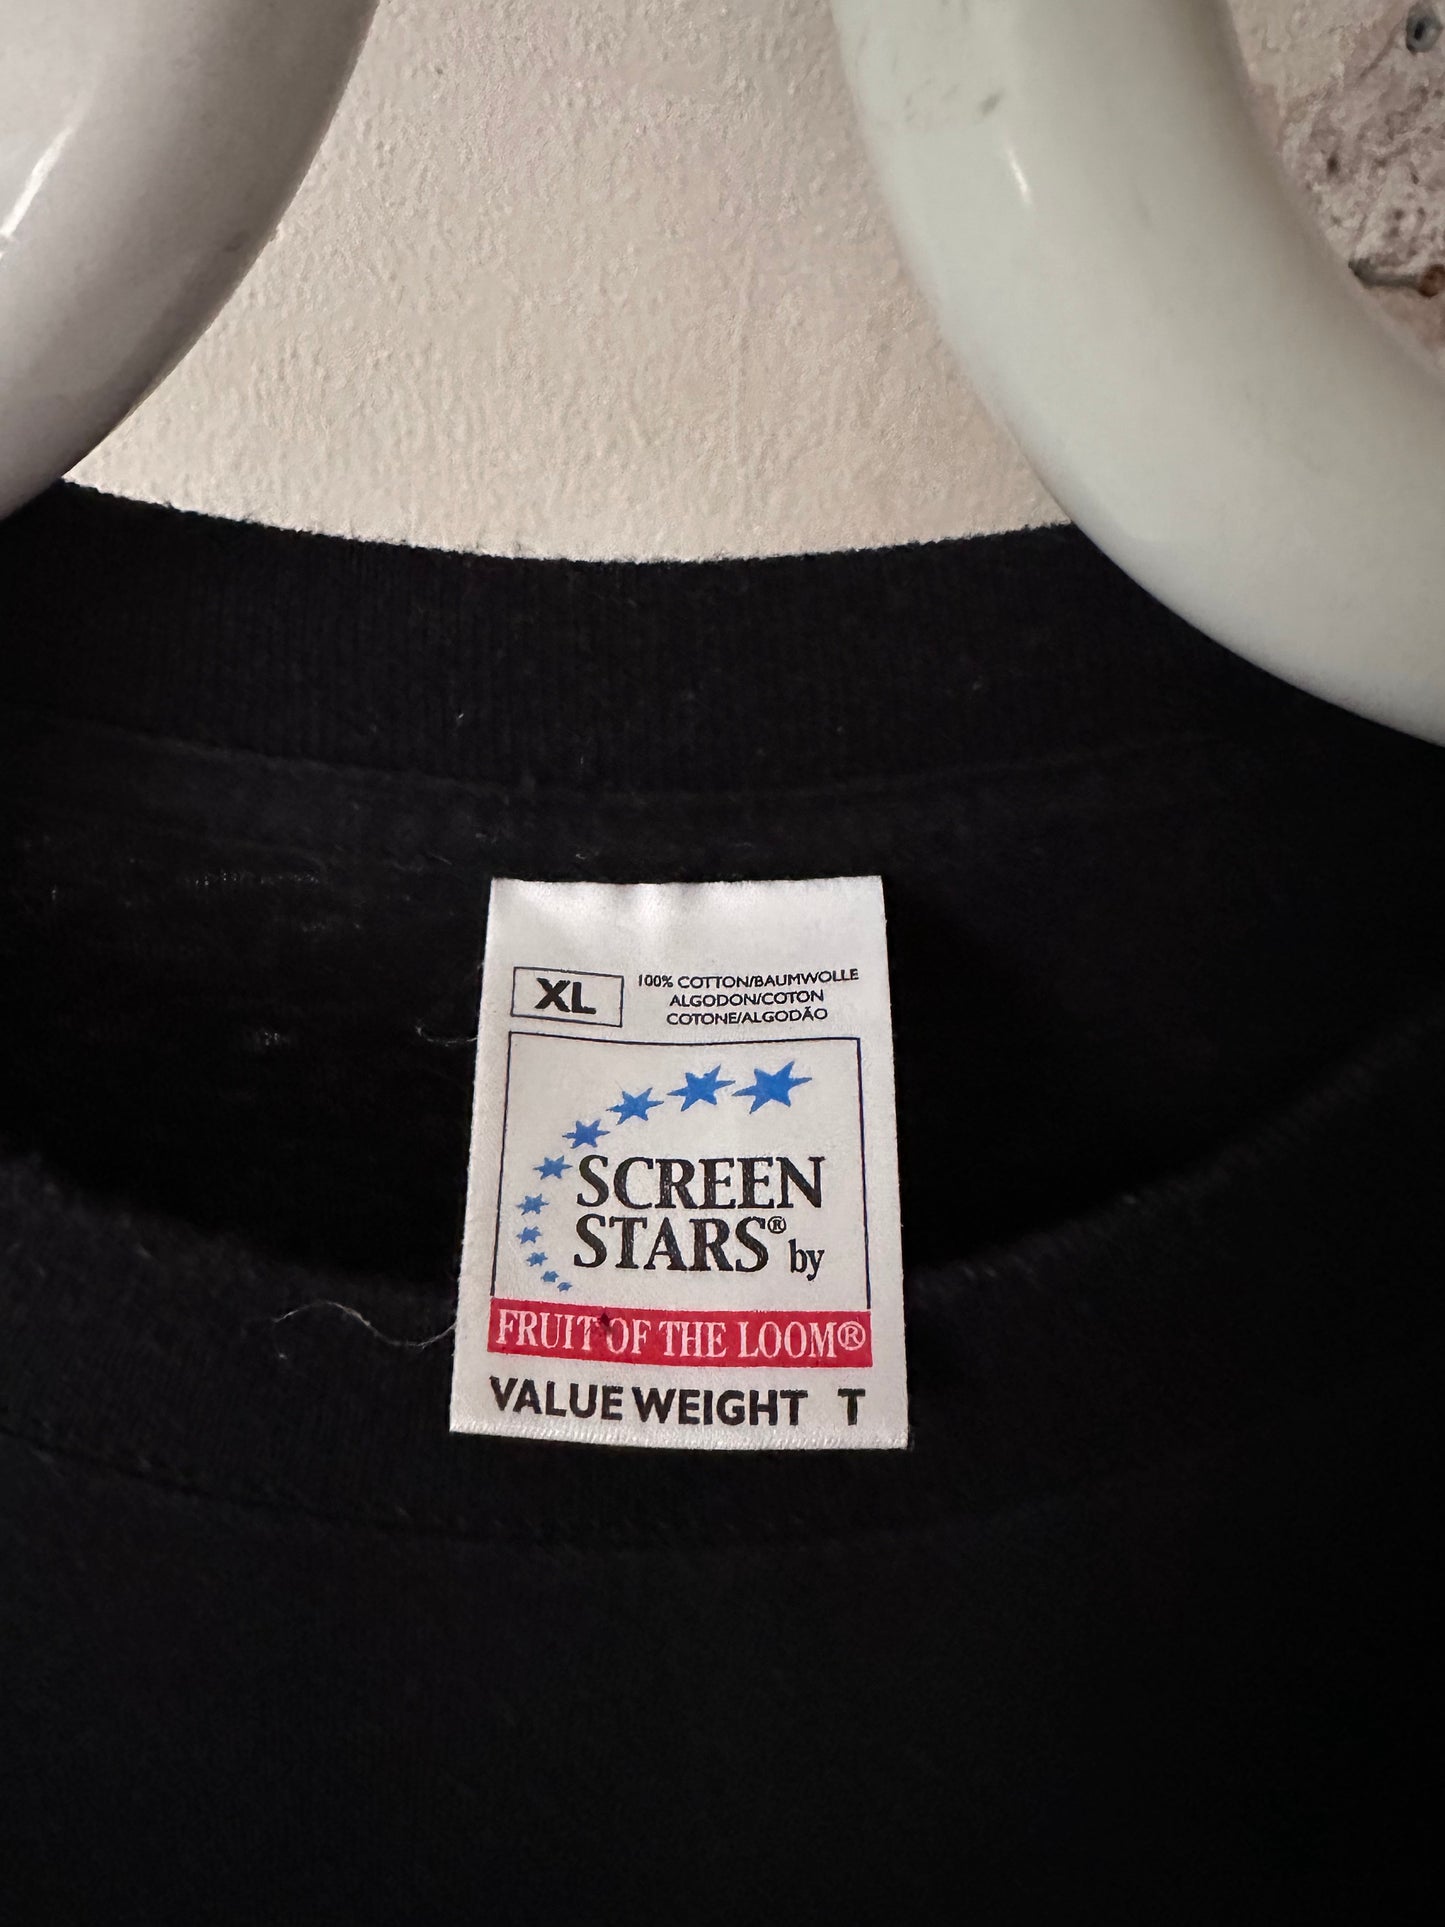 XL
100% COTTON/BAUMWOLLE
ALGODON/COTON
COTONE/ALGODÃO
SCREEN
STARS® by
FRUIT OF THE LOOM®
VALUE WEIGHT T